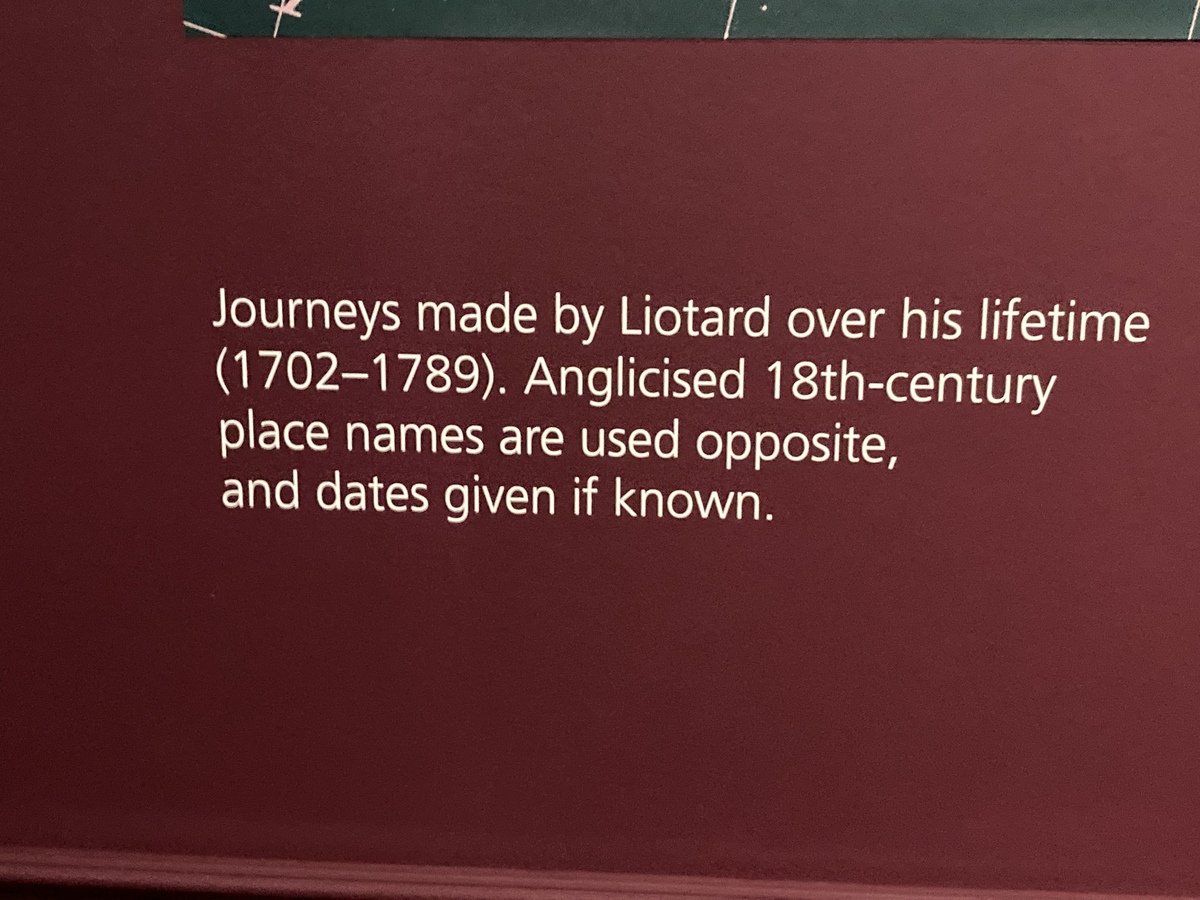 Journeys made by Liotard over his lifetime
(1702–1789). Anglicised 18th-century
place names are used opposite,
and dates given if known.